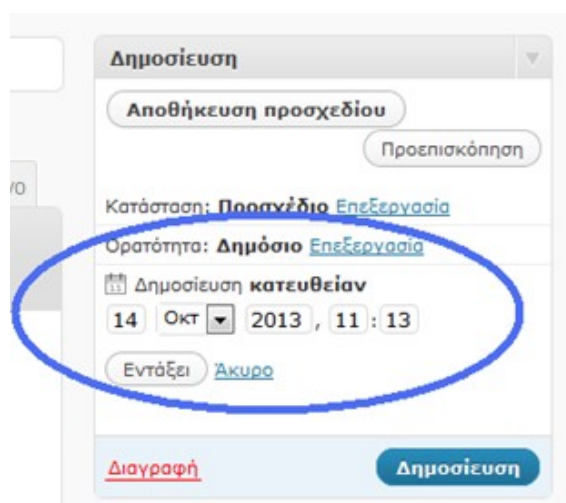 Δημοσίευση
Αποθήκευση προσχεδίου
Προεπισκόπηση
Κατάσταση: Προσχέδιο Επεξεργασία
Ορατότητα: Δημόσιο Επεξεργασία
Δημοσίευση κατευθείαν
14 Οκτ 2013 , 11 : 13
Εντάξει Άκυρο
Διαγραφή Δημοσίευση